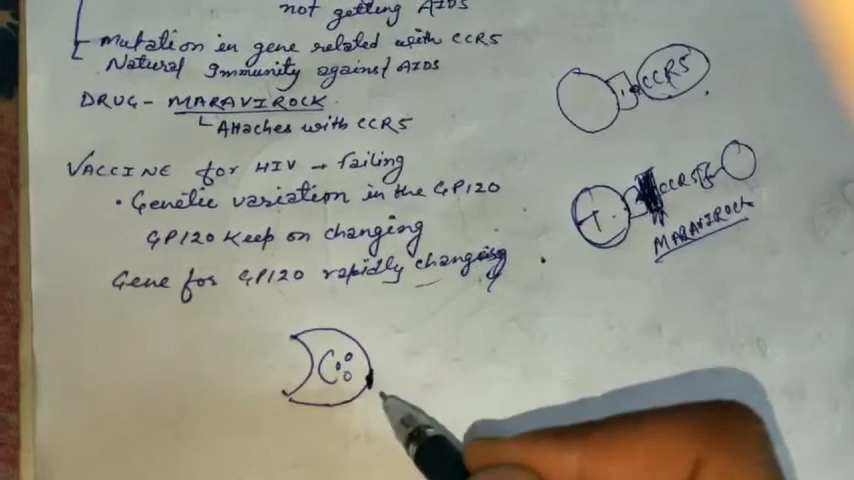 not getting AIDS
Mutation in gene related with CCR5
Natural Immunity against AIDS
DRUG - MARAVIROCK
Attaches with CCR5
VACCINE for HIV → failing
• Genetic variation in the GP120
GP120 Keep on changing
Gene for GP120 rapidly changing
CCR5
T
CCR5
MARAVIROCK